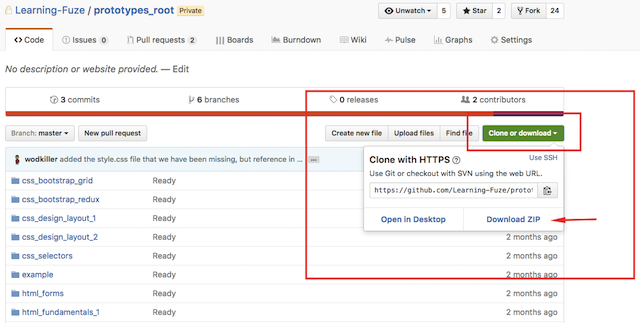 Learning-Fuze / prototypes_root Private Unwatch 5 Star 2 Fork 24
Code Issues 0 Pull requests 2 Boards Burndown Wiki Pulse Graphs Settings
No description or website provided. — Edit
3 commits 6 branches 0 releases 2 contributors
Branch: master New pull request Create new file Upload files Find file Clone or download
wodkiller added the style.css file that we have been missing, but reference in ...
Clone with HTTPS Use SSH
Use Git or checkout with SVN using the web URL.
https://github.com/Learning-Fuze/protot
Open in Desktop Download ZIP
css_bootstrap_grid Ready
css_bootstrap_redux Ready
css_design_layout_1 Ready
css_design_layout_2 Ready 2 months ago
css_selectors Ready 2 months ago
example Ready 2 months ago
html_forms Ready 2 months ago
html_fundamentals_1 Ready 2 months ago